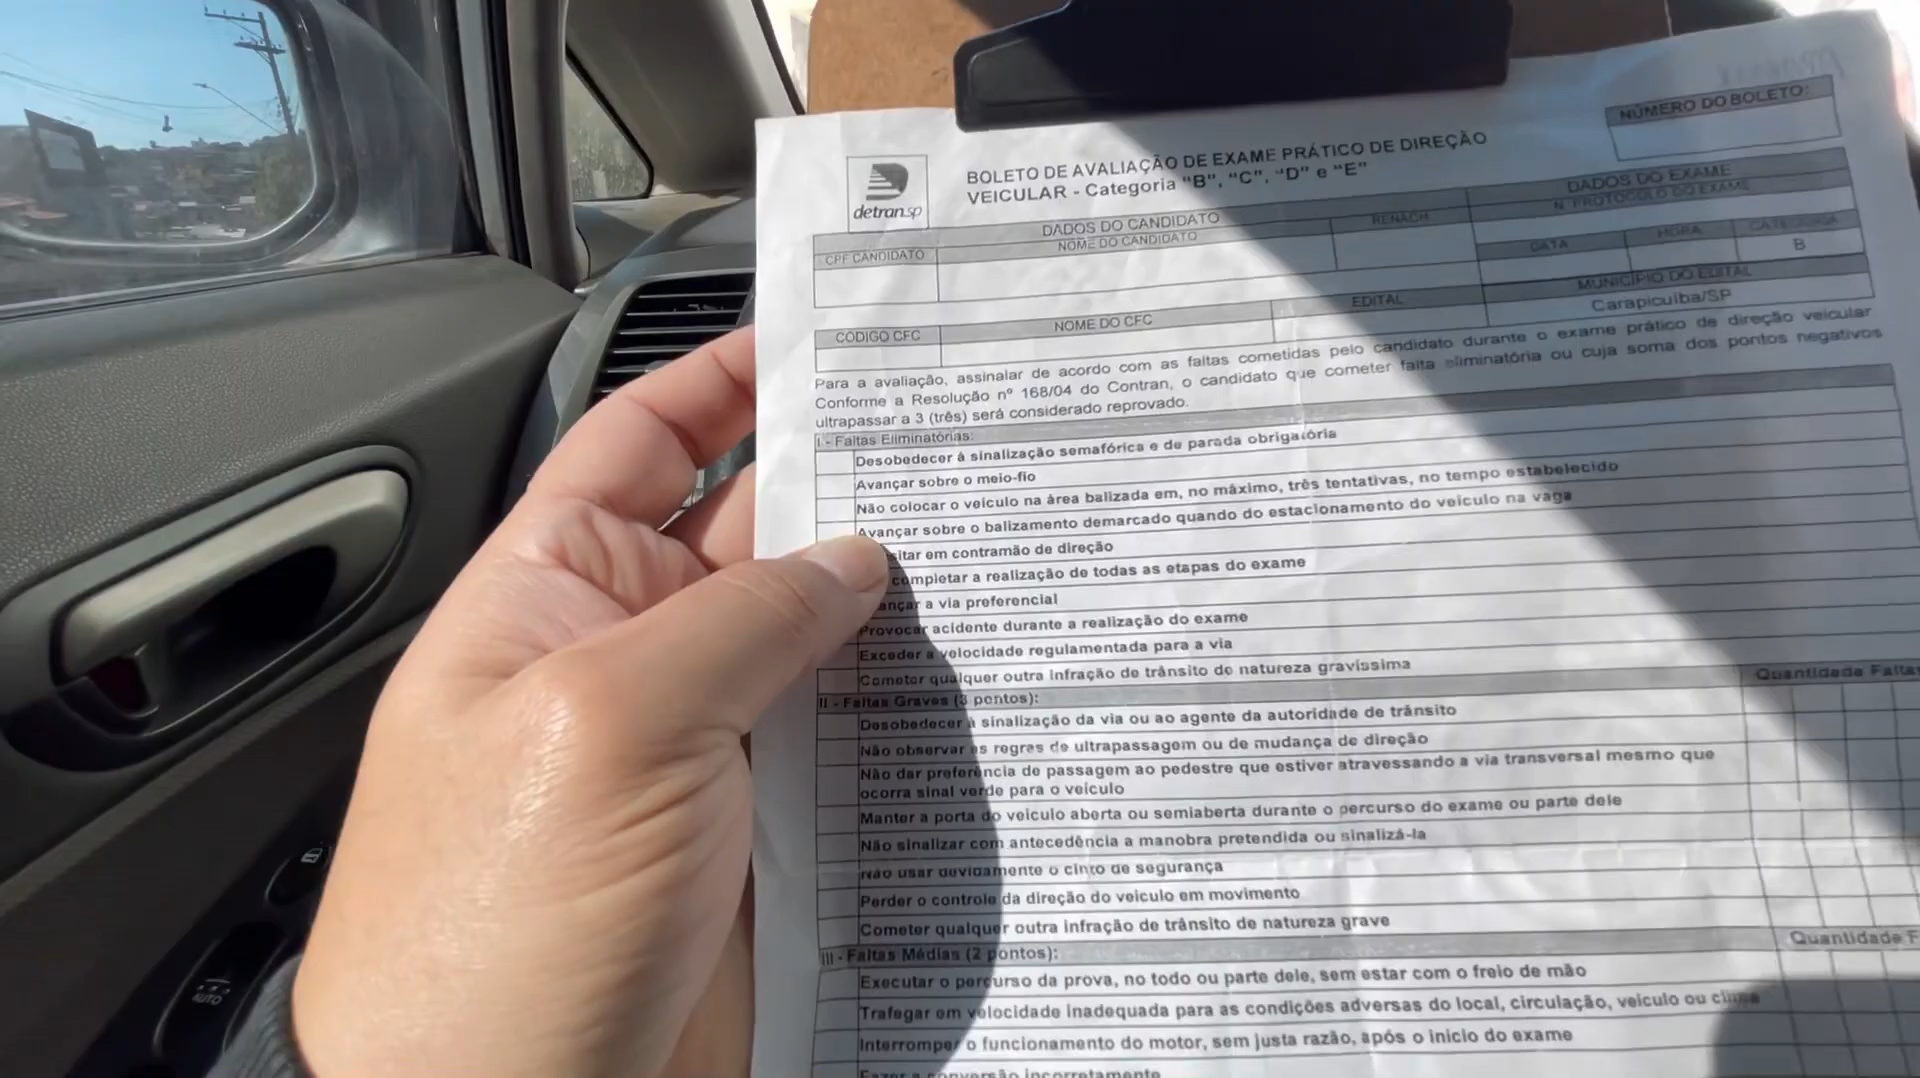 NÚMERO DO BOLETO:
detran.sp
BOLETO DE AVALIAÇÃO DE EXAME PRÁTICO DE DIREÇÃO
VEICULAR - Categoria "B", "C", "D" e "E"
DADOS DO CANDIDATO
DADOS DO EXAME
CPF CANDIDATO
NOME DO CANDIDATO
RENACH
N. PROTOCOLO DO EXAME
DATA
HORA
CATEGORIA
B
CÓDIGO CFC
NOME DO CFC
EDITAL
MUNICÍPIO DO EDITAL
Carapicuíba/SP
Para a avaliação, assinalar de acordo com as faltas cometidas pelo candidato durante o exame prático de direção veicular
Conforme a Resolução nº 168/04 do Contran, o candidato que cometer falta eliminatória ou cuja soma dos pontos negativos
ultrapassar a 3 (três) será considerado reprovado.
I - Faltas Eliminatórias:
Desobedecer à sinalização semafórica e de parada obrigatória
Avançar sobre o meio-fio
Não colocar o veículo na área balizada em, no máximo, três tentativas, no tempo estabelecido
Avançar sobre o balizamento demarcado quando do estacionamento do veículo na vaga
sitar em contramão de direção
completar a realização de todas as etapas do exame
ançar a via preferencial
Provocar acidente durante a realização do exame
Exceder a velocidade regulamentada para a via
Cometer qualquer outra infração de trânsito de natureza gravíssima
II - Faltas Graves (3 pontos):
Quantidade Faltas
Desobedecer à sinalização da via ou ao agente da autoridade de trânsito
Não observar as regras de ultrapassagem ou de mudança de direção
Não dar preferência de passagem ao pedestre que estiver atravessando a via transversal mesmo que
ocorra sinal verde para o veículo
Manter a porta do veículo aberta ou semiaberta durante o percurso do exame ou parte dele
Não sinalizar com antecedência a manobra pretendida ou sinalizá-la
Não usar devidamente o cinto de segurança
Perder o controle da direção do veículo em movimento
Cometer qualquer outra infração de trânsito de natureza grave
III - Faltas Médias (2 pontos):
Quantidade F
Executar o percurso da prova, no todo ou parte dele, sem estar com o freio de mão
Trafegar em velocidade inadequada para as condições adversas do local, circulação, veículo ou clima
Interromper o funcionamento do motor, sem justa razão, após o início do exame
Fazer a conversão incorretamente
AUTO